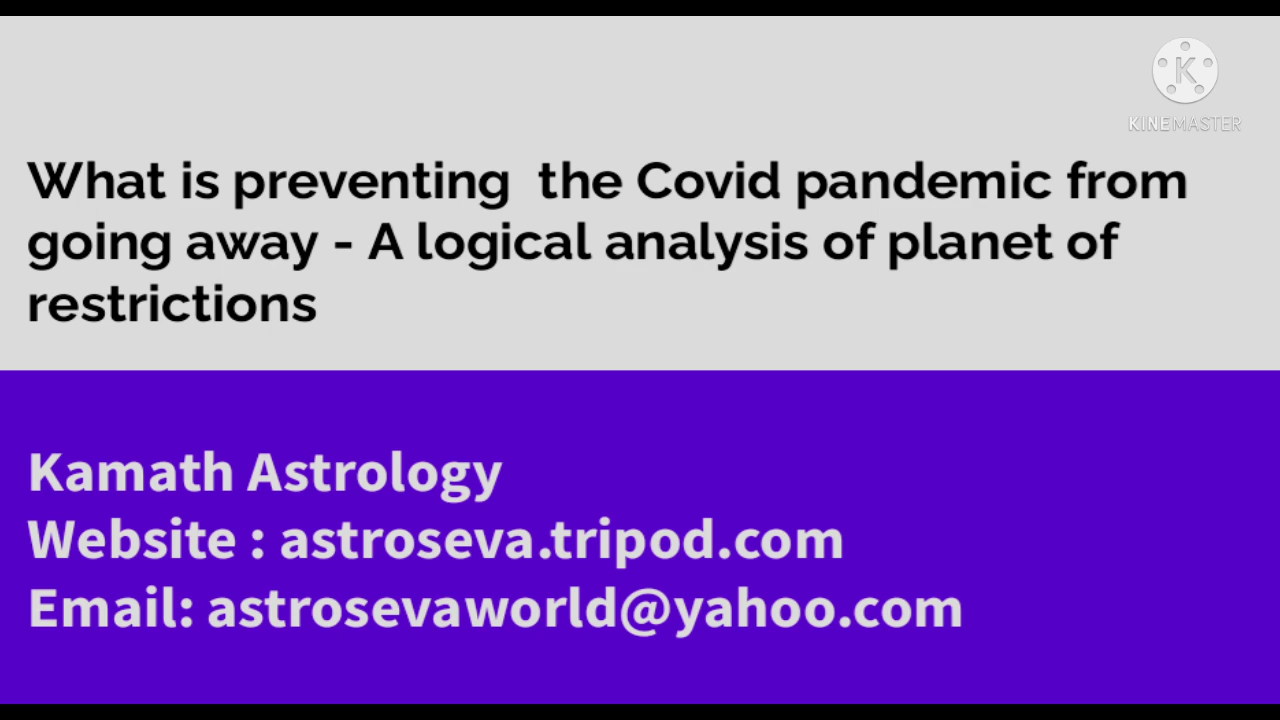 K
KINEMASTER
What is preventing  the Covid pandemic from
going away - A logical analysis of planet of
restrictions
Kamath Astrology
Website : astroseva.tripod.com
Email: astrosevaworld@yahoo.com